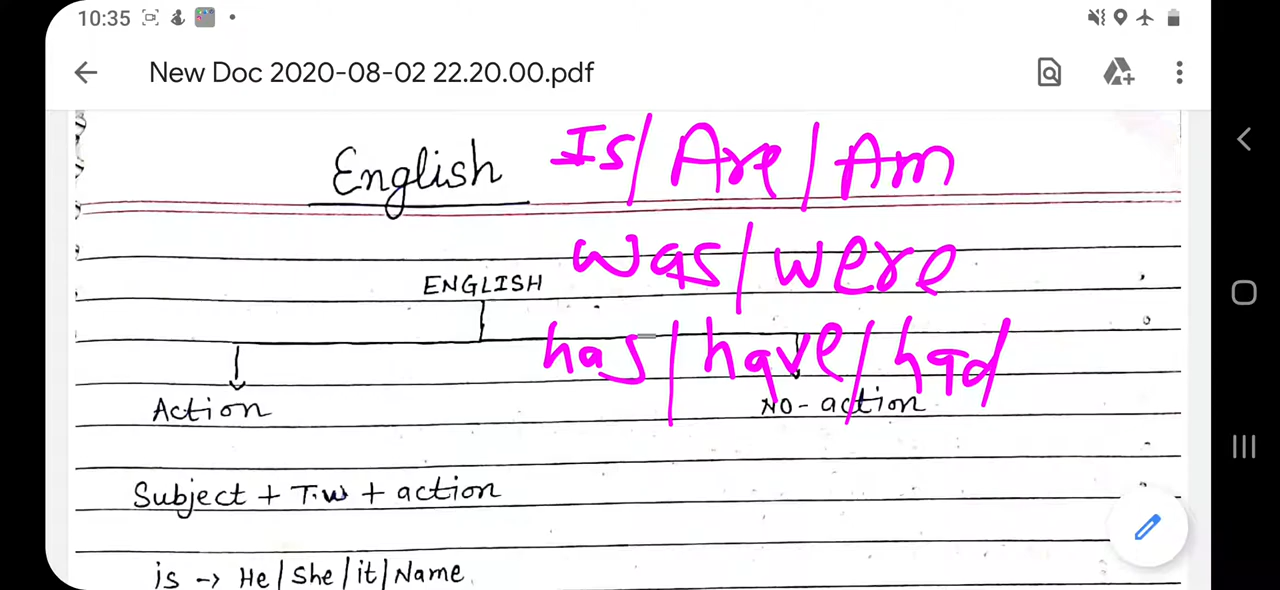 10:35
New Doc 2020-08-02 22.20.00.pdf
English
Is/Are/Am
was/were
ENGLISH
has/have/had
Action
NO-action
Subject + T.W + action
is → He/She/it/Name